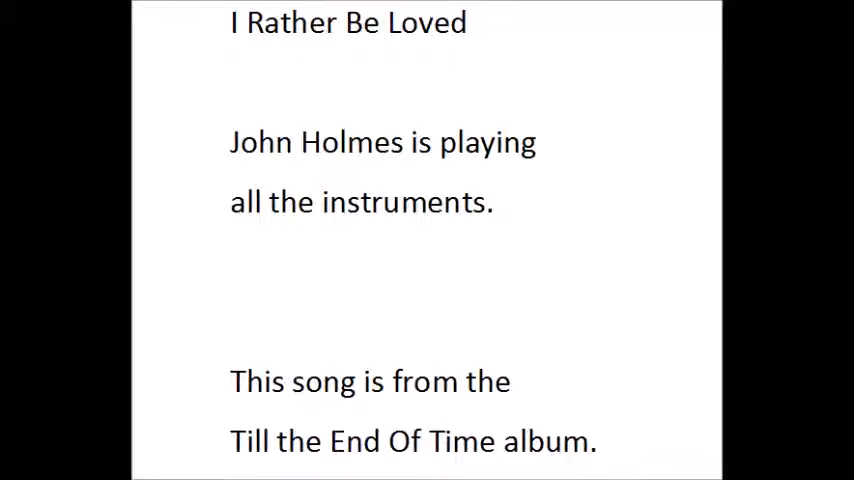 I Rather Be Loved
John Holmes is playing
all the instruments.
This song is from the
Till the End Of Time album.